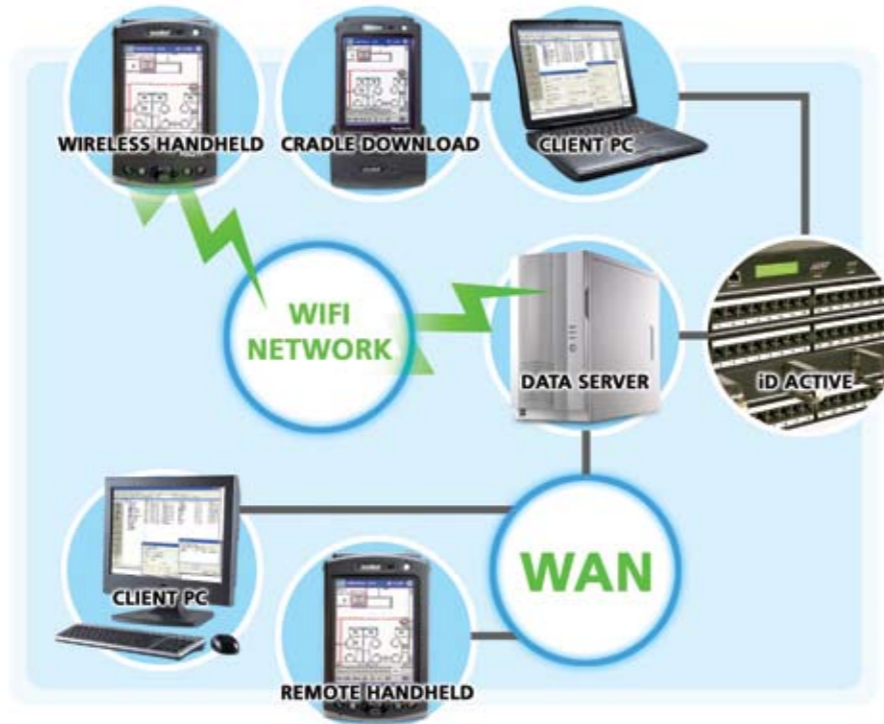 WIRELESS HANDHELD
CRADLE DOWNLOAD
CLIENT PC
WIFI
NETWORK
DATA SERVER
iD ACTIVE
CLIENT PC
WAN
REMOTE HANDHELD